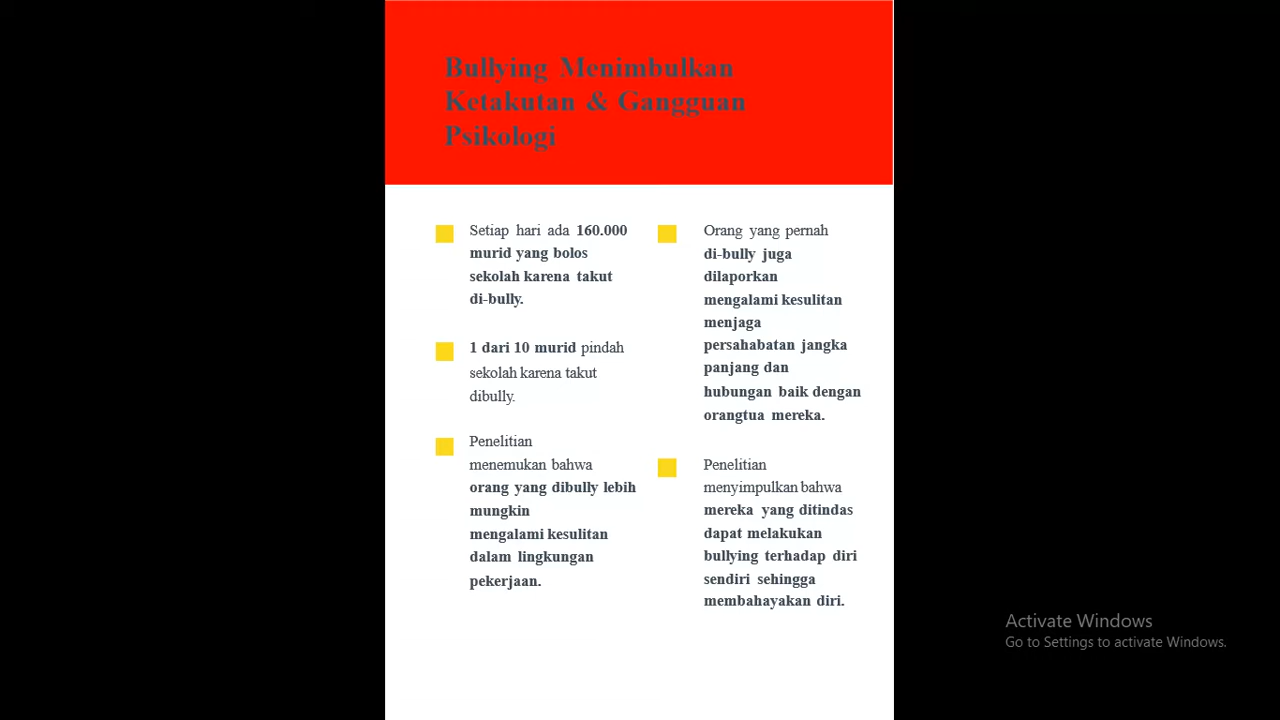 Bullying Menimbulkan
Ketakutan & Gangguan
Psikologi
Setiap hari ada 160.000
murid yang bolos
sekolah karena takut
di-bully.
1 dari 10 murid pindah
sekolah karena takut
dibully.
Penelitian
menemukan bahwa
orang yang dibully lebih
mungkin
mengalami kesulitan
dalam lingkungan
pekerjaan.
Orang yang pernah
di-bully juga
dilaporkan
mengalami kesulitan
menjaga
persahabatan jangka
panjang dan
hubungan baik dengan
orangtua mereka.
Penelitian
menyimpulkan bahwa
mereka yang ditindas
dapat melakukan
bullying terhadap diri
sendiri sehingga
membahayakan diri.
Activate Windows
Go to Settings to activate Windows.